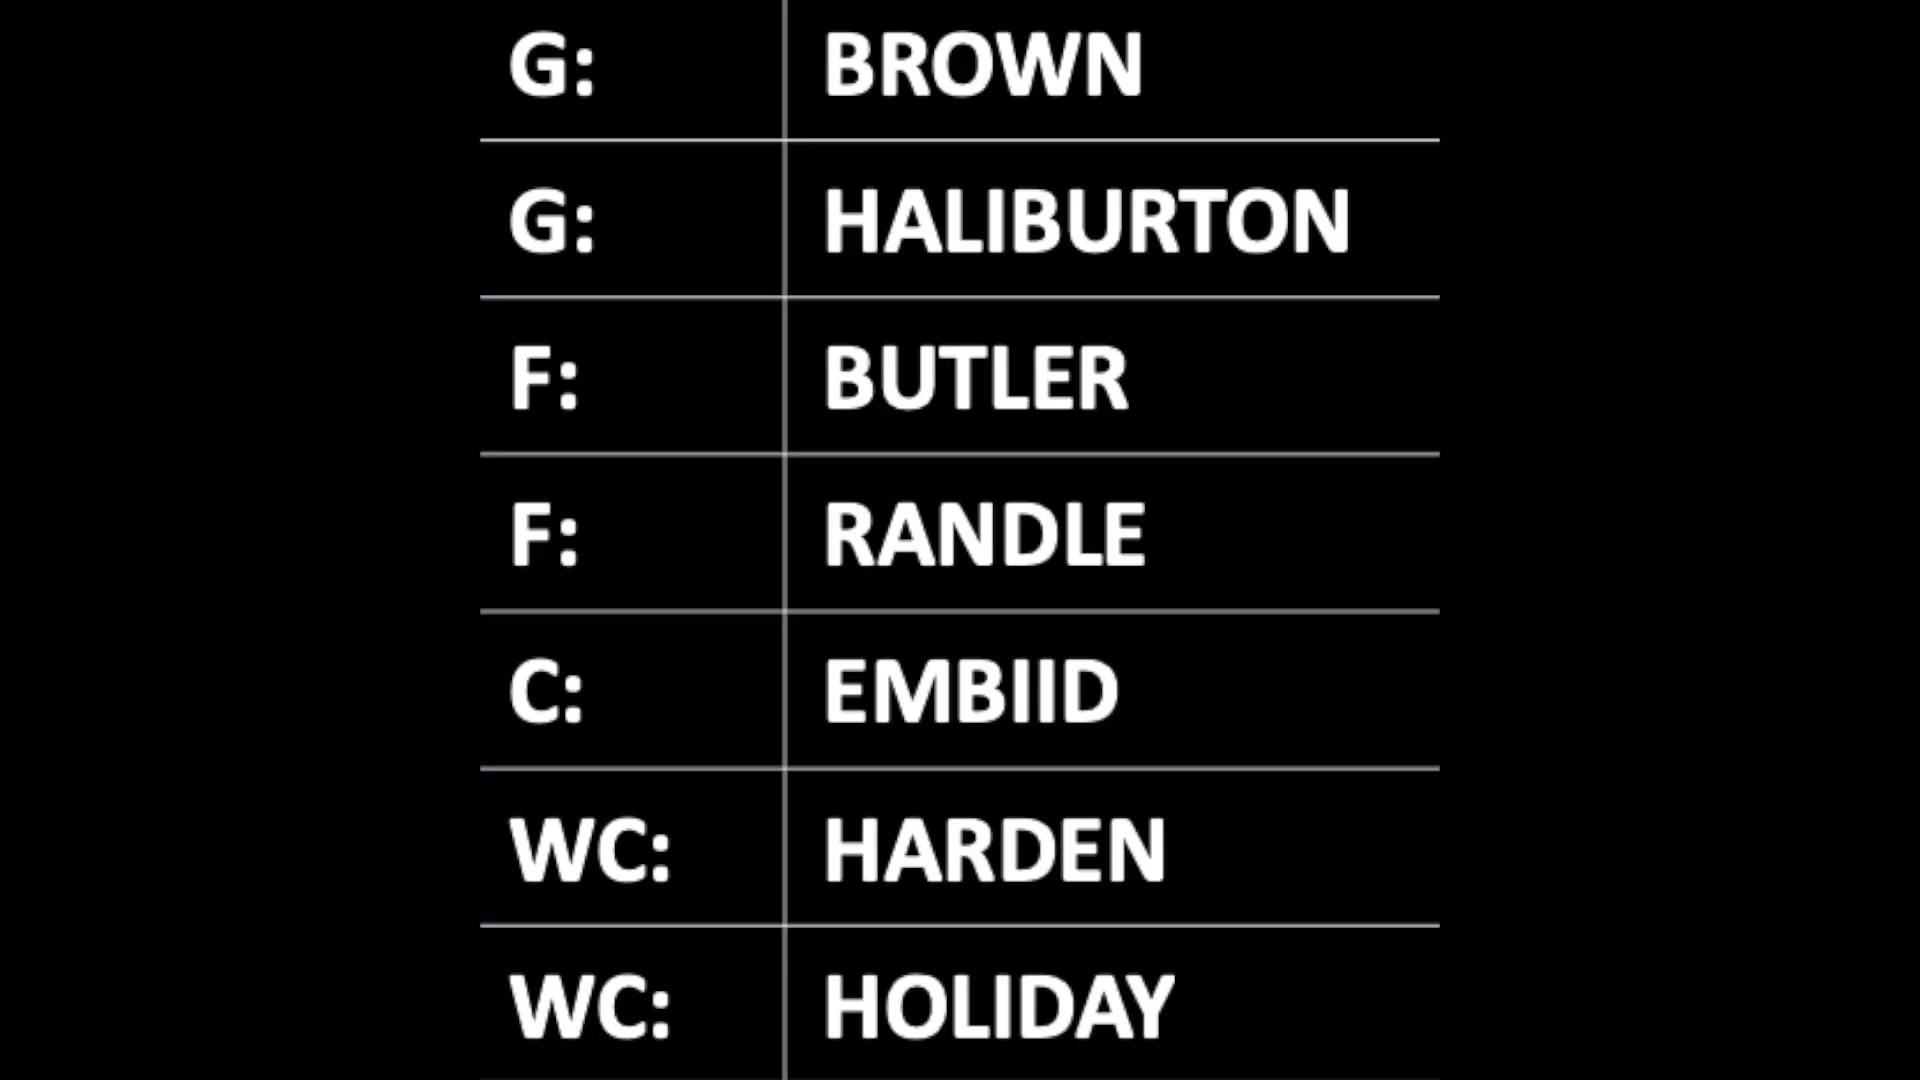 G: BROWN
G: HALIBURTON
F: BUTLER
F: RANDLE
C: EMBIID
WC: HARDEN
WC: HOLIDAY